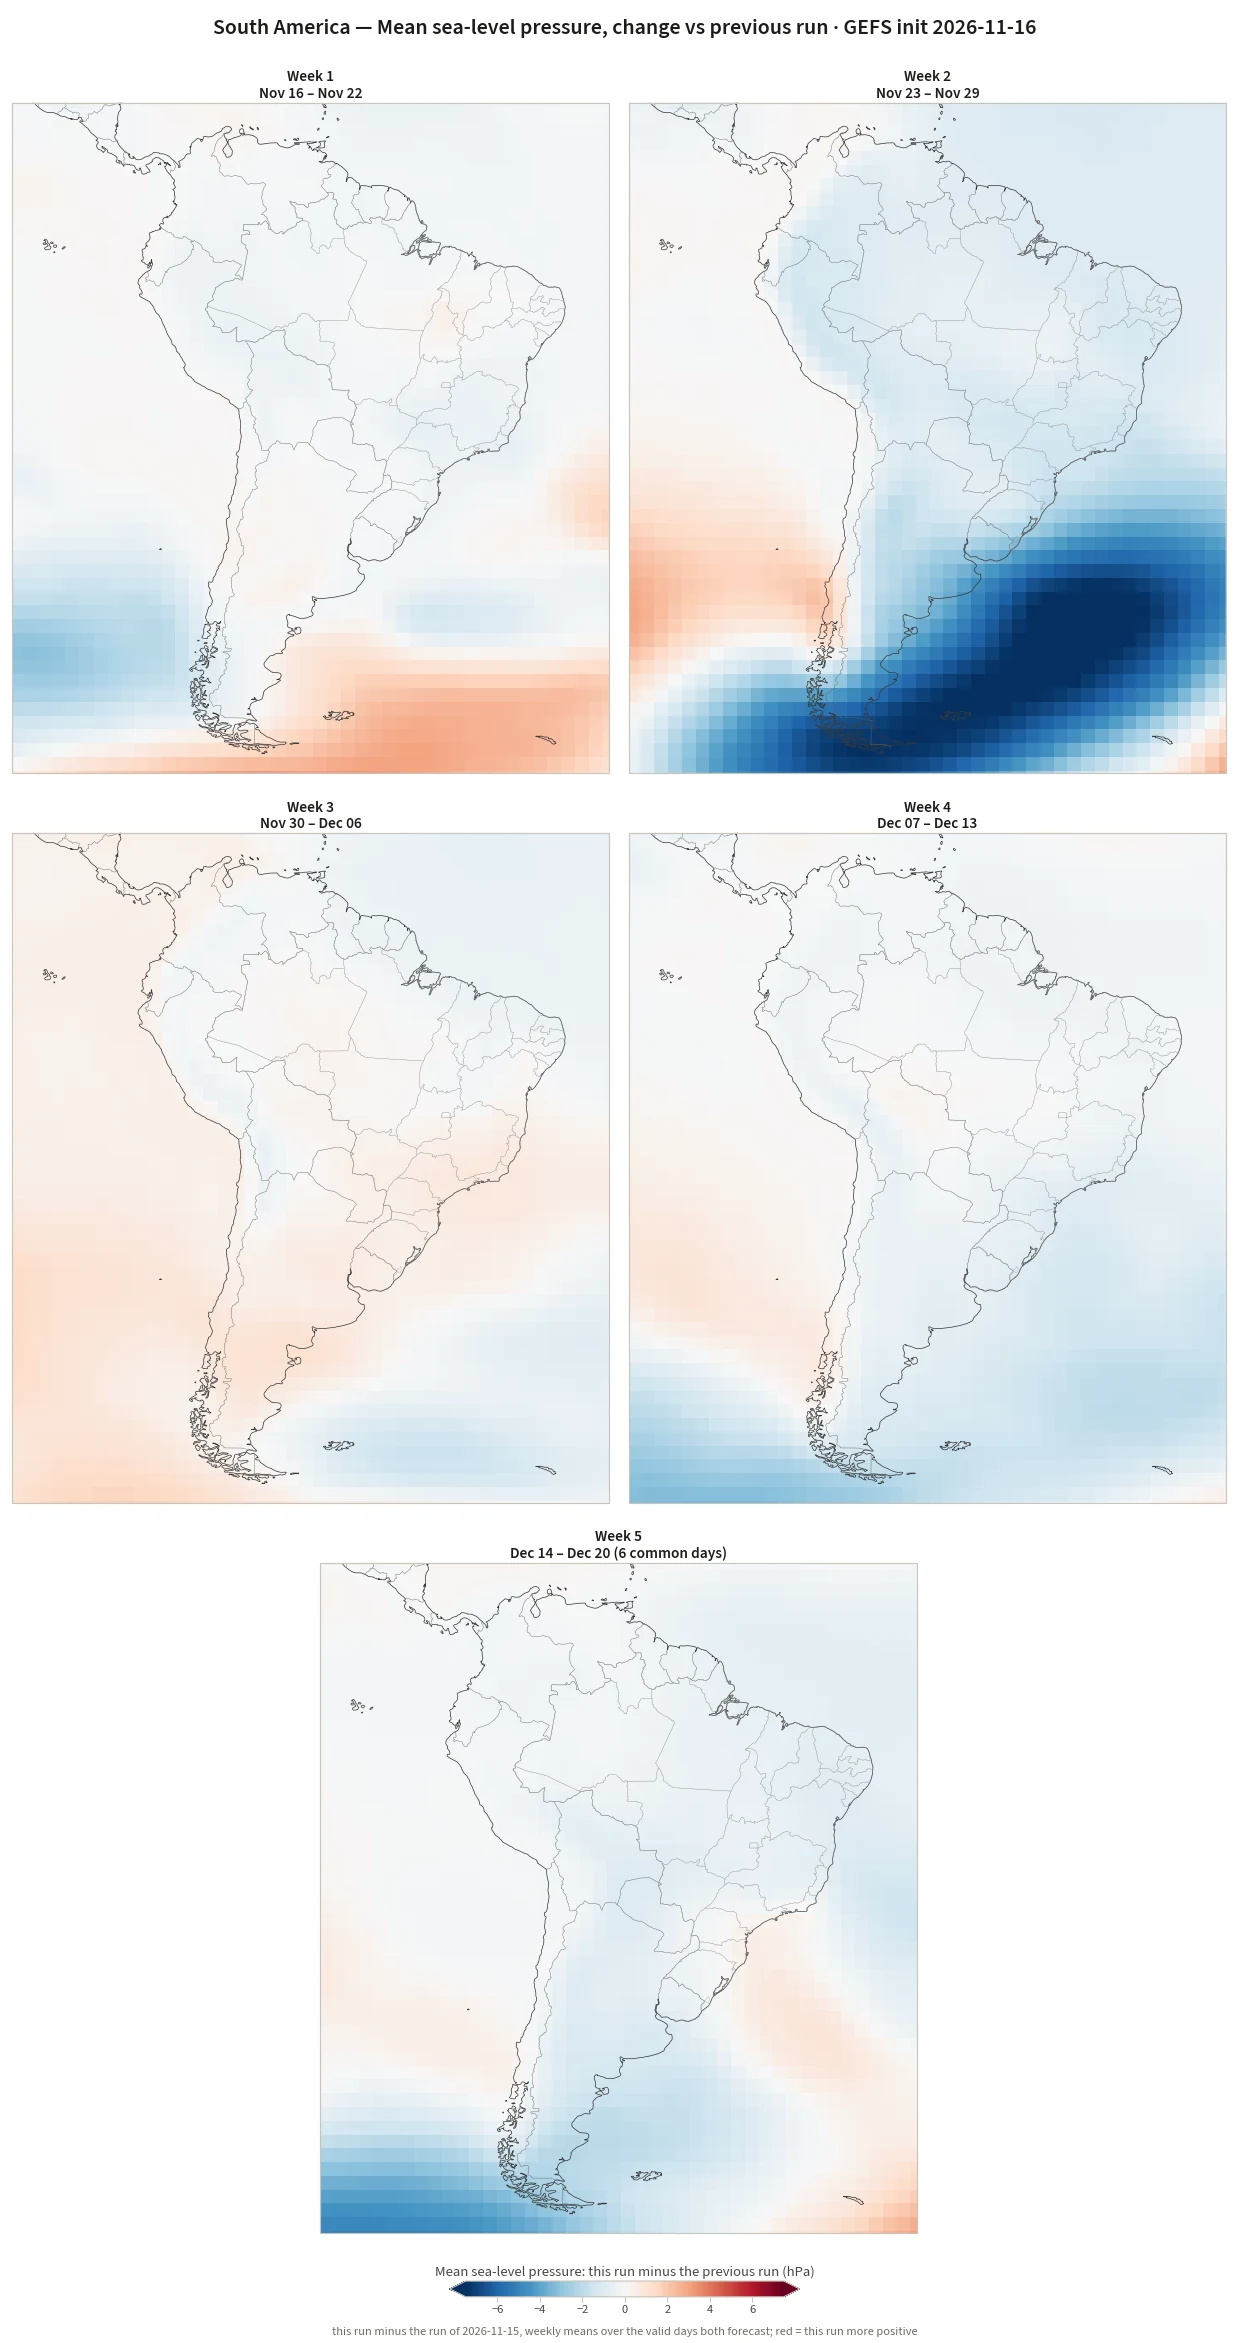 South America — Mean sea-level pressure, change vs previous run · GEFS init 2026-11-16
Week 1
Nov 16 – Nov 22
Week 2
Nov 23 – Nov 29
Week 3
Nov 30 – Dec 06
Week 4
Dec 07 – Dec 13
Week 5
Dec 14 – Dec 20 (6 common days)
Mean sea-level pressure: this run minus the previous run (hPa)
−6 −4 −2 0 2 4 6
this run minus the run of 2026-11-15, weekly means over the valid days both forecast; red = this run more positive